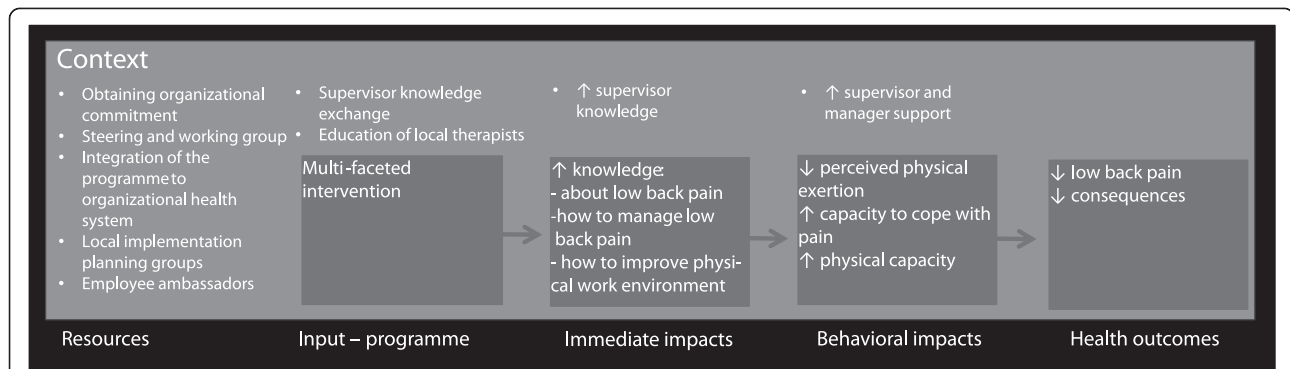 Context
• Obtaining organizational
commitment
• Steering and working group
• Integration of the
programme to
organizational health
system
• Local implementation
planning groups
• Employee ambassadors
• Supervisor knowledge
exchange
• Education of local therapists
Multi-faceted
intervention
• ↑ supervisor
knowledge
↑ knowledge:
- about low back pain
-how to manage low
back pain
- how to improve physi-
cal work environment
• ↑ supervisor and
manager support
↓ perceived physical
exertion
↑ capacity to cope with
pain
↑ physical capacity
↓ low back pain
↓ consequences
Resources
Input – programme
Immediate impacts
Behavioral impacts
Health outcomes